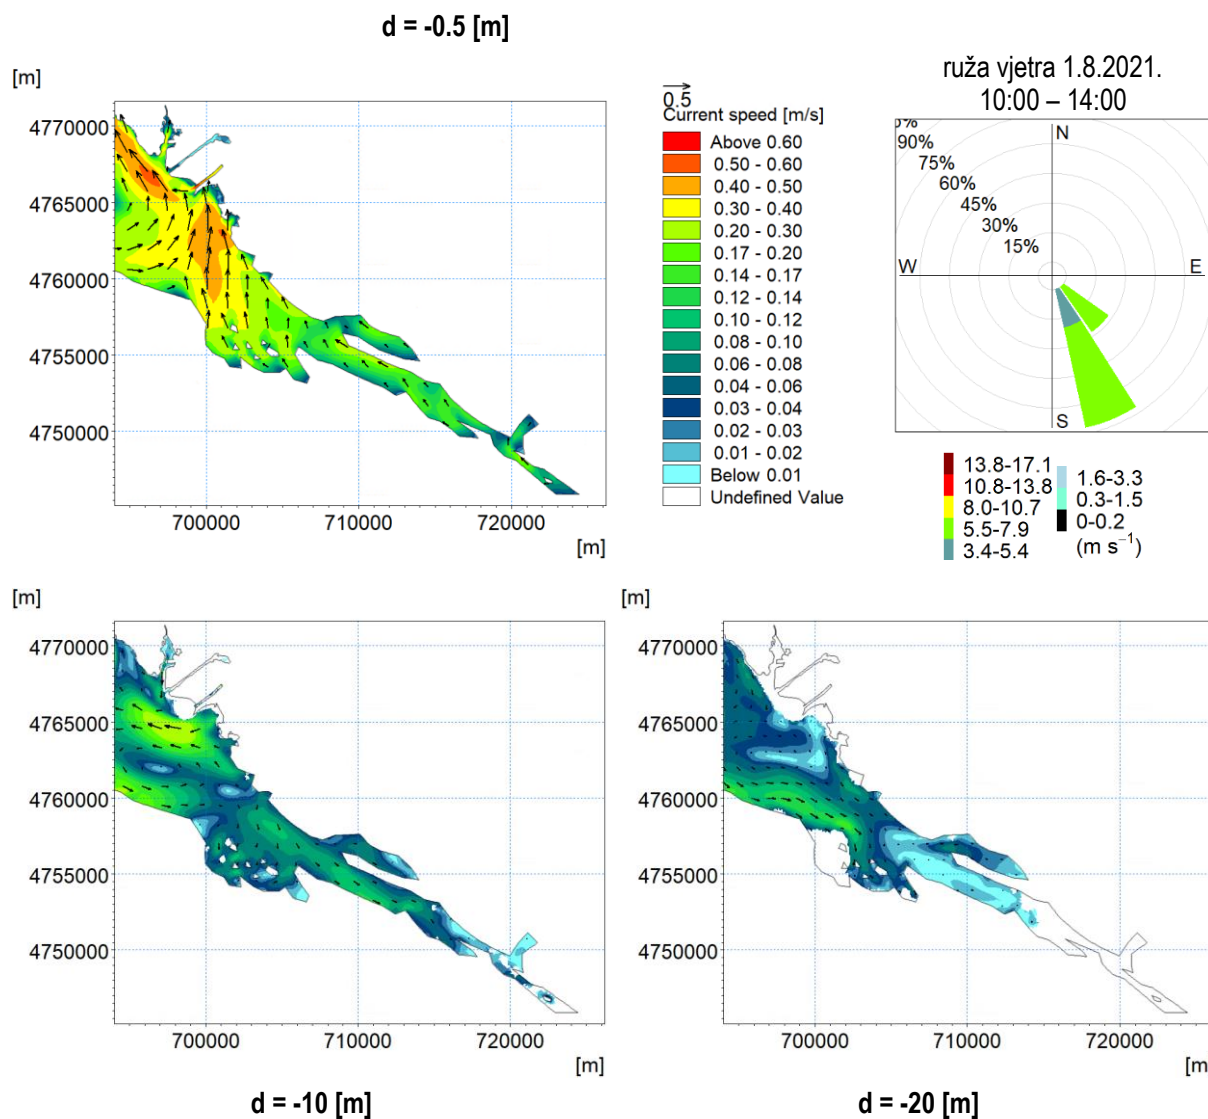 d = -0.5 [m]
[m]
4770000
4765000
4760000
4755000
4750000
700000 710000 720000
[m]
0.5
Current speed [m/s]
Above 0.60
0.50 - 0.60
0.40 - 0.50
0.30 - 0.40
0.20 - 0.30
0.17 - 0.20
0.14 - 0.17
0.12 - 0.14
0.10 - 0.12
0.08 - 0.10
0.06 - 0.08
0.04 - 0.06
0.03 - 0.04
0.02 - 0.03
0.01 - 0.02
Below 0.01
Undefined Value
ruža vjetra 1.8.2021.
10:00 – 14:00
90%
75%
60%
45%
30%
15%
N
W
E
S
13.8-17.1
10.8-13.8
8.0-10.7
5.5-7.9
3.4-5.4
1.6-3.3
0.3-1.5
0-0.2
(m s⁻¹)
[m]
4770000
4765000
4760000
4755000
4750000
700000 710000 720000
[m]
d = -10 [m]
[m]
4770000
4765000
4760000
4755000
4750000
700000 710000 720000
[m]
d = -20 [m]